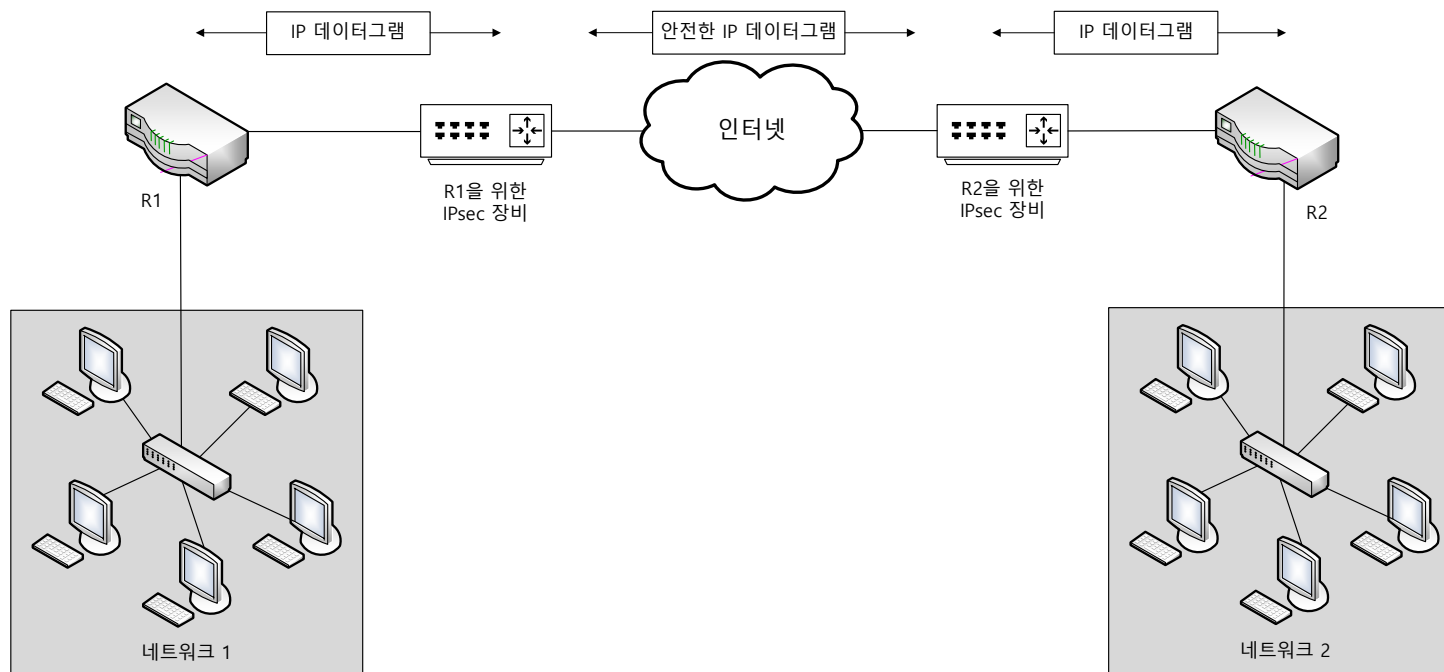 IP 데이터그램
안전한 IP 데이터그램
IP 데이터그램
인터넷
R1
R1을 위한
IPsec 장비
R2을 위한
IPsec 장비
R2
네트워크 1
네트워크 2